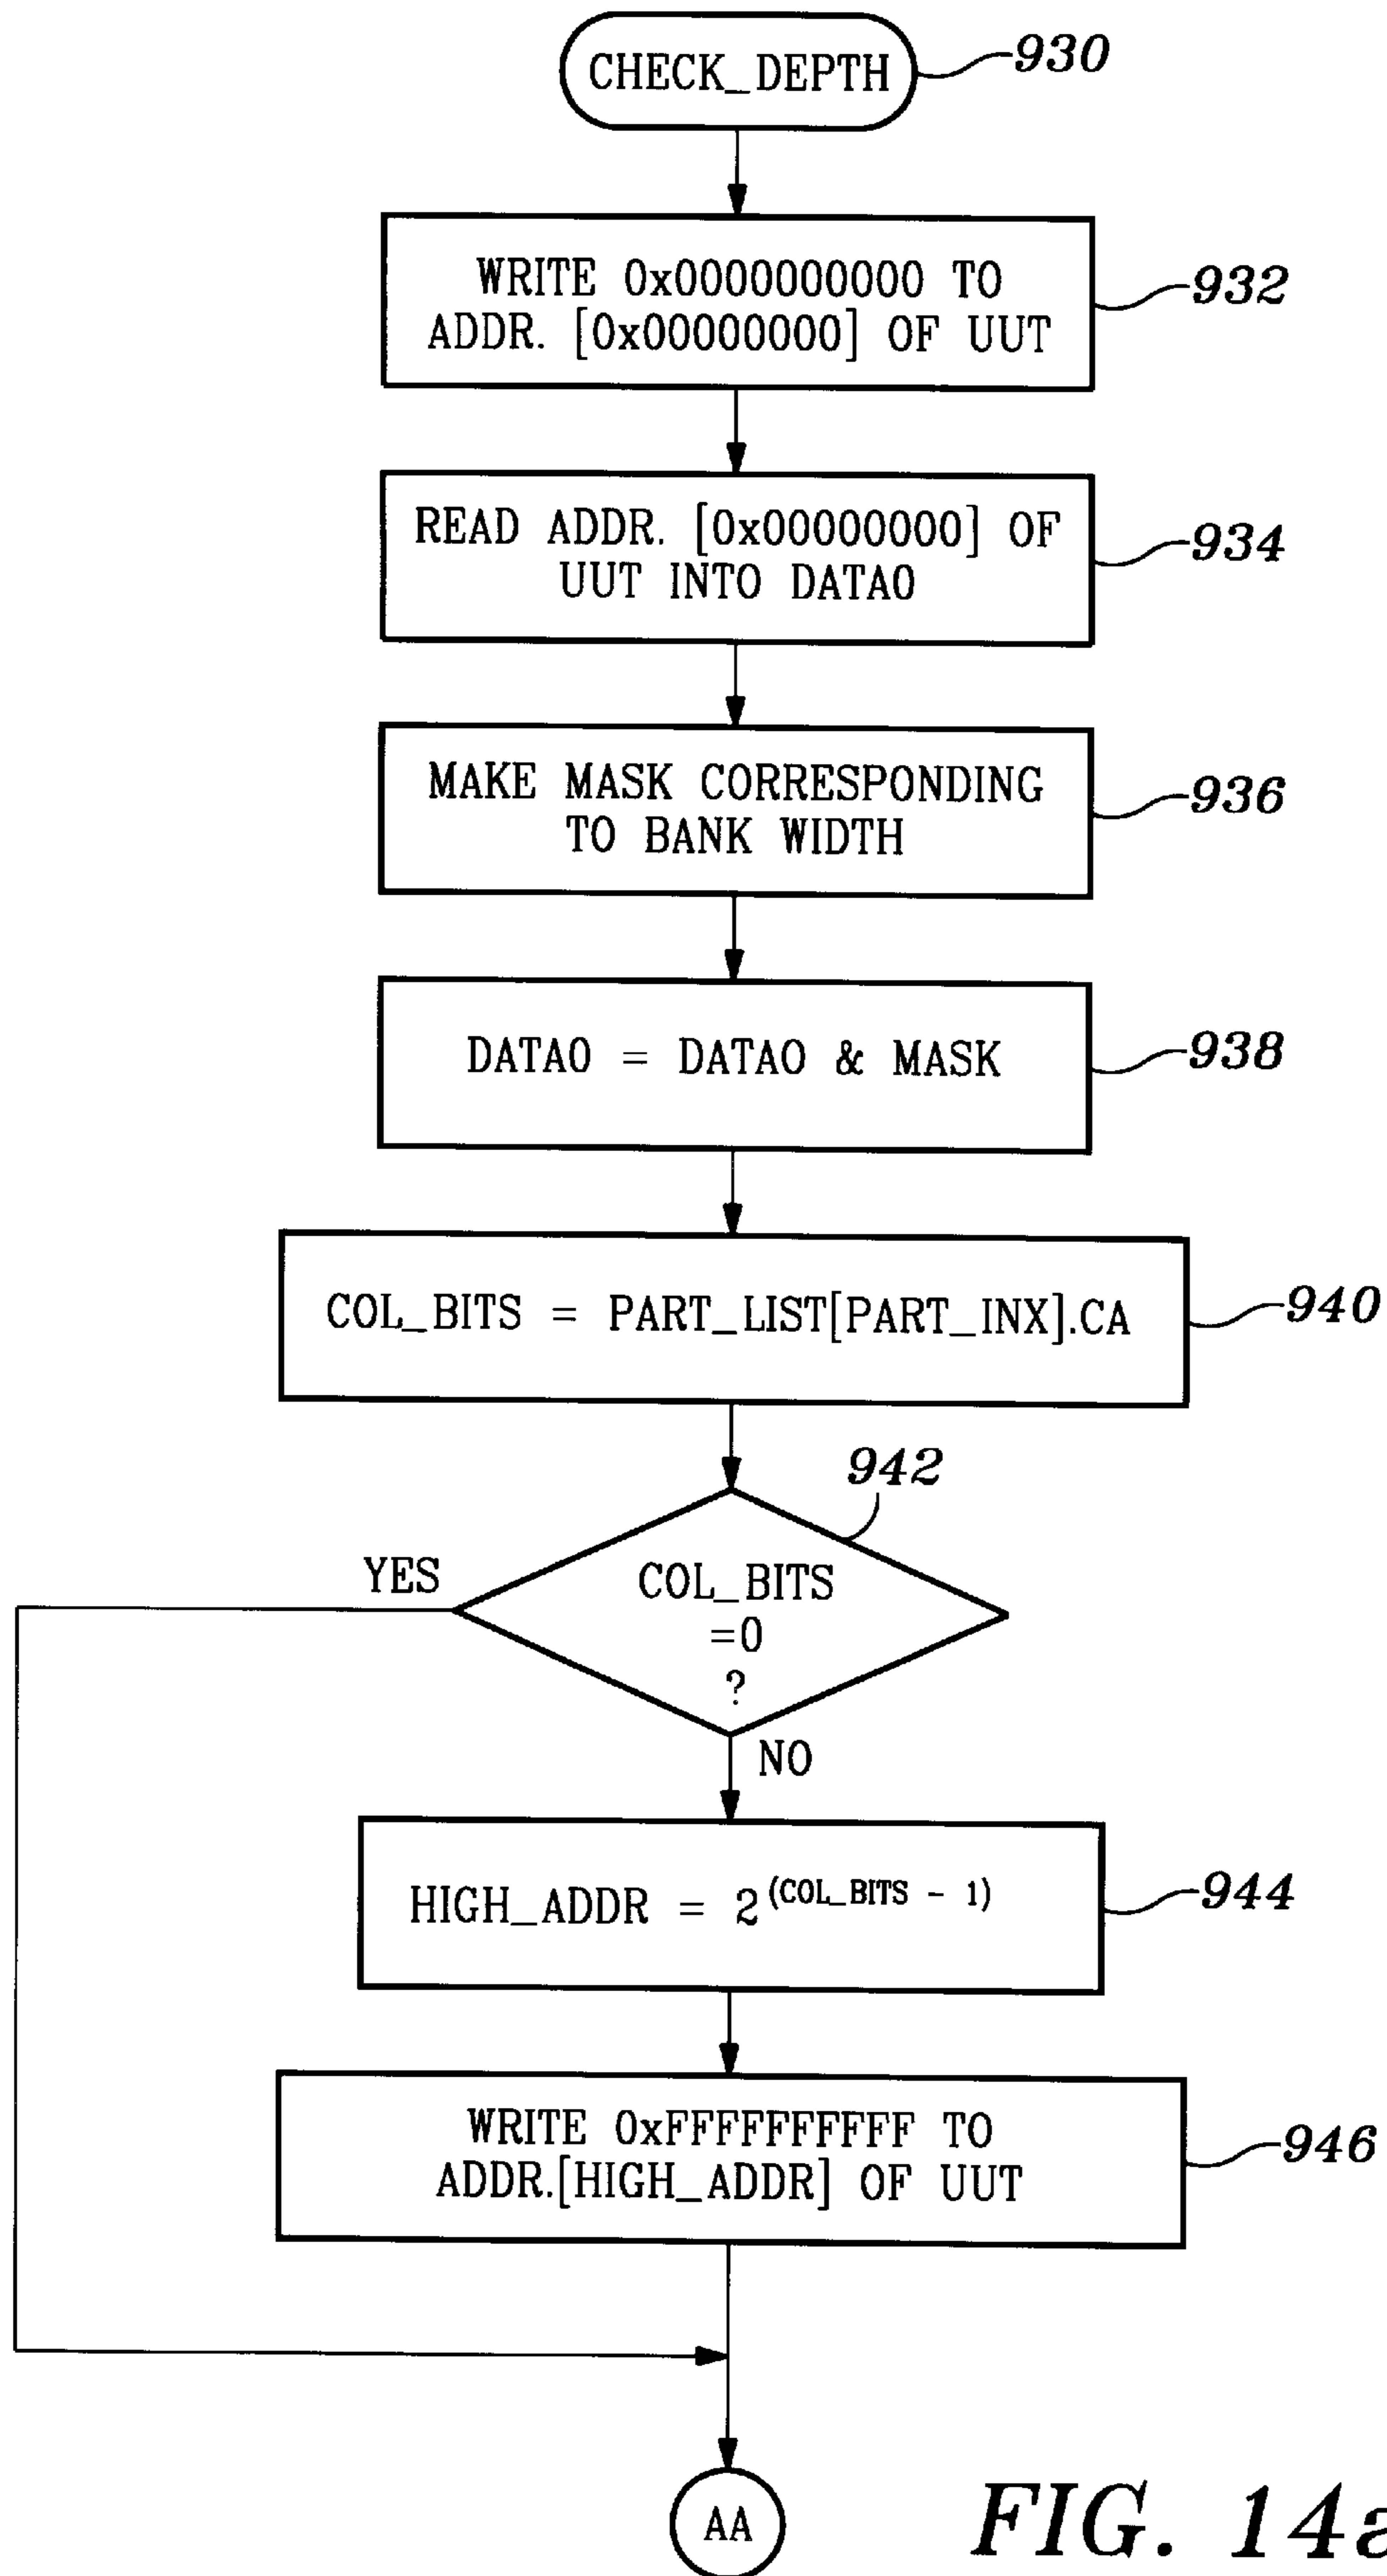 CHECK_DEPTH
930
WRITE 0x0000000000 TO
ADDR. [0x00000000] OF UUT
932
READ ADDR. [0x00000000] OF
UUT INTO DATA0
934
MAKE MASK CORRESPONDING
TO BANK WIDTH
936
DATA0 = DATA0 & MASK
938
COL_BITS = PART_LIST[PART_INX].CA
940
942
YES
COL_BITS
=0
?
NO
HIGH_ADDR = 2^(COL_BITS - 1)
944
WRITE 0xFFFFFFFFFF TO
ADDR.[HIGH_ADDR] OF UUT
946
AA
FIG. 14a